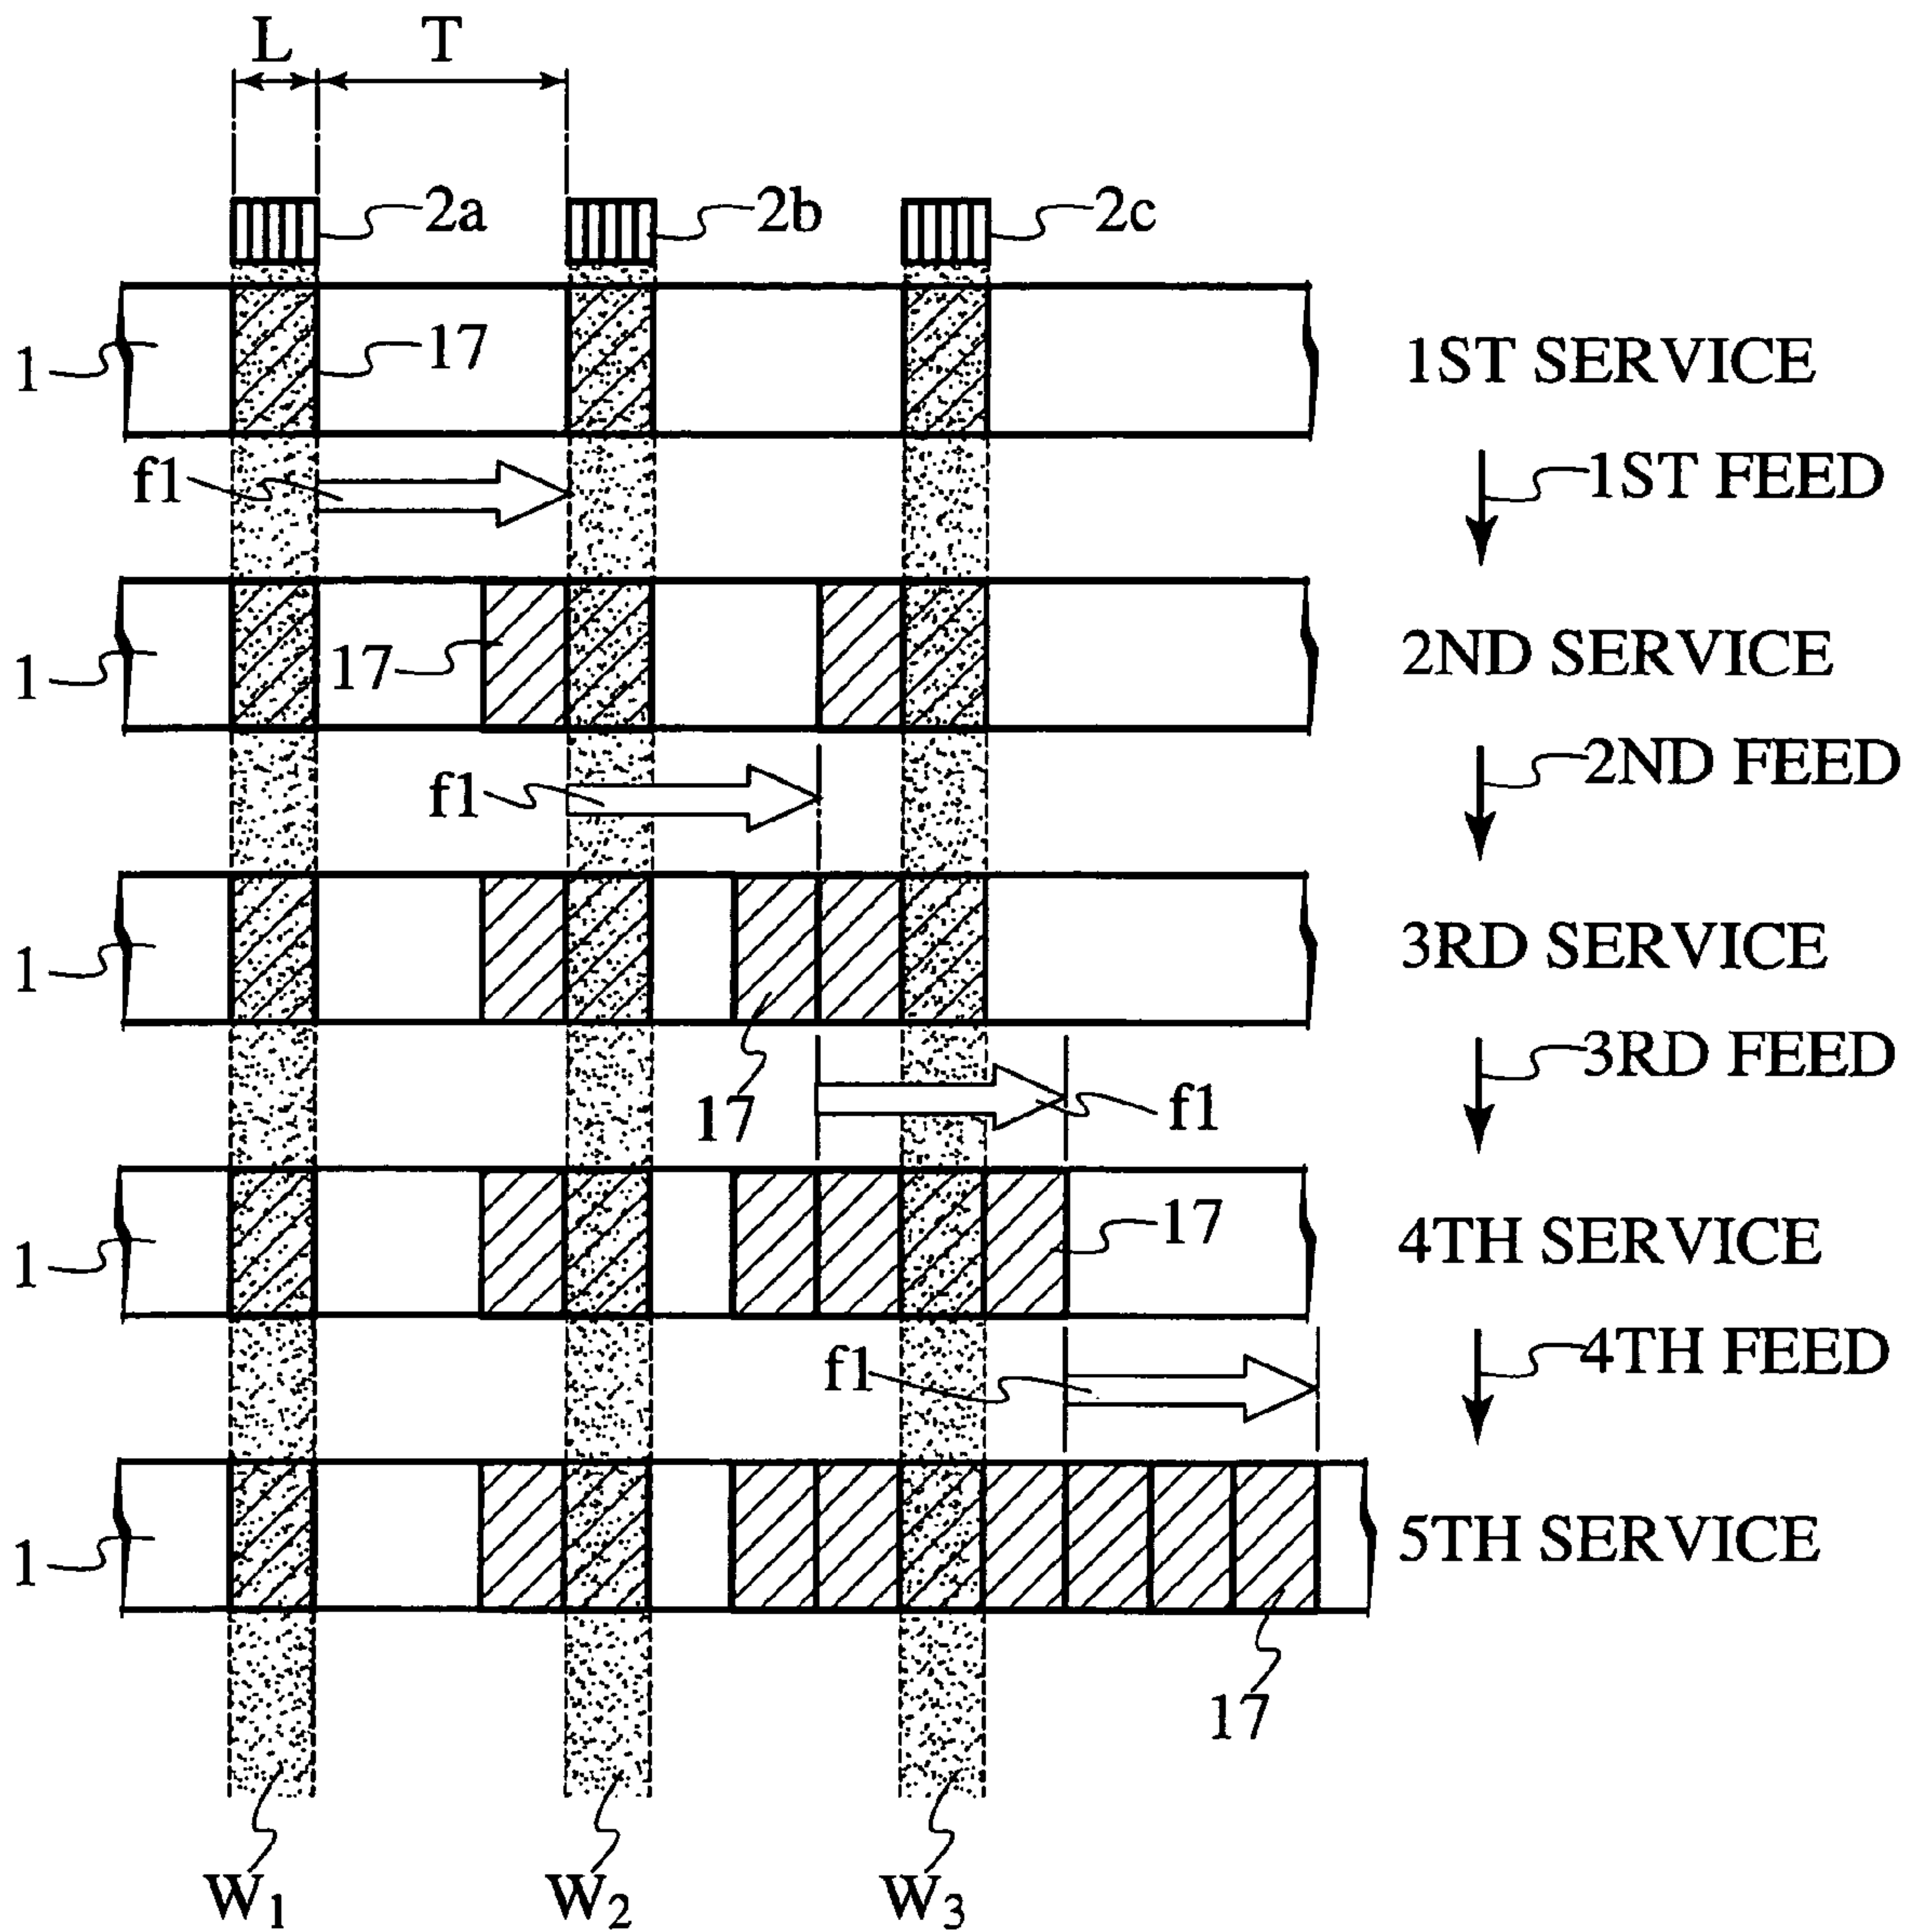 L T
2a 2b 2c
1 17 1ST SERVICE
f1 1ST FEED
1 17 2ND SERVICE
f1 2ND FEED
1 3RD SERVICE
17 f1 3RD FEED
1 17 4TH SERVICE
f1 4TH FEED
1 5TH SERVICE
17
W1 W2 W3